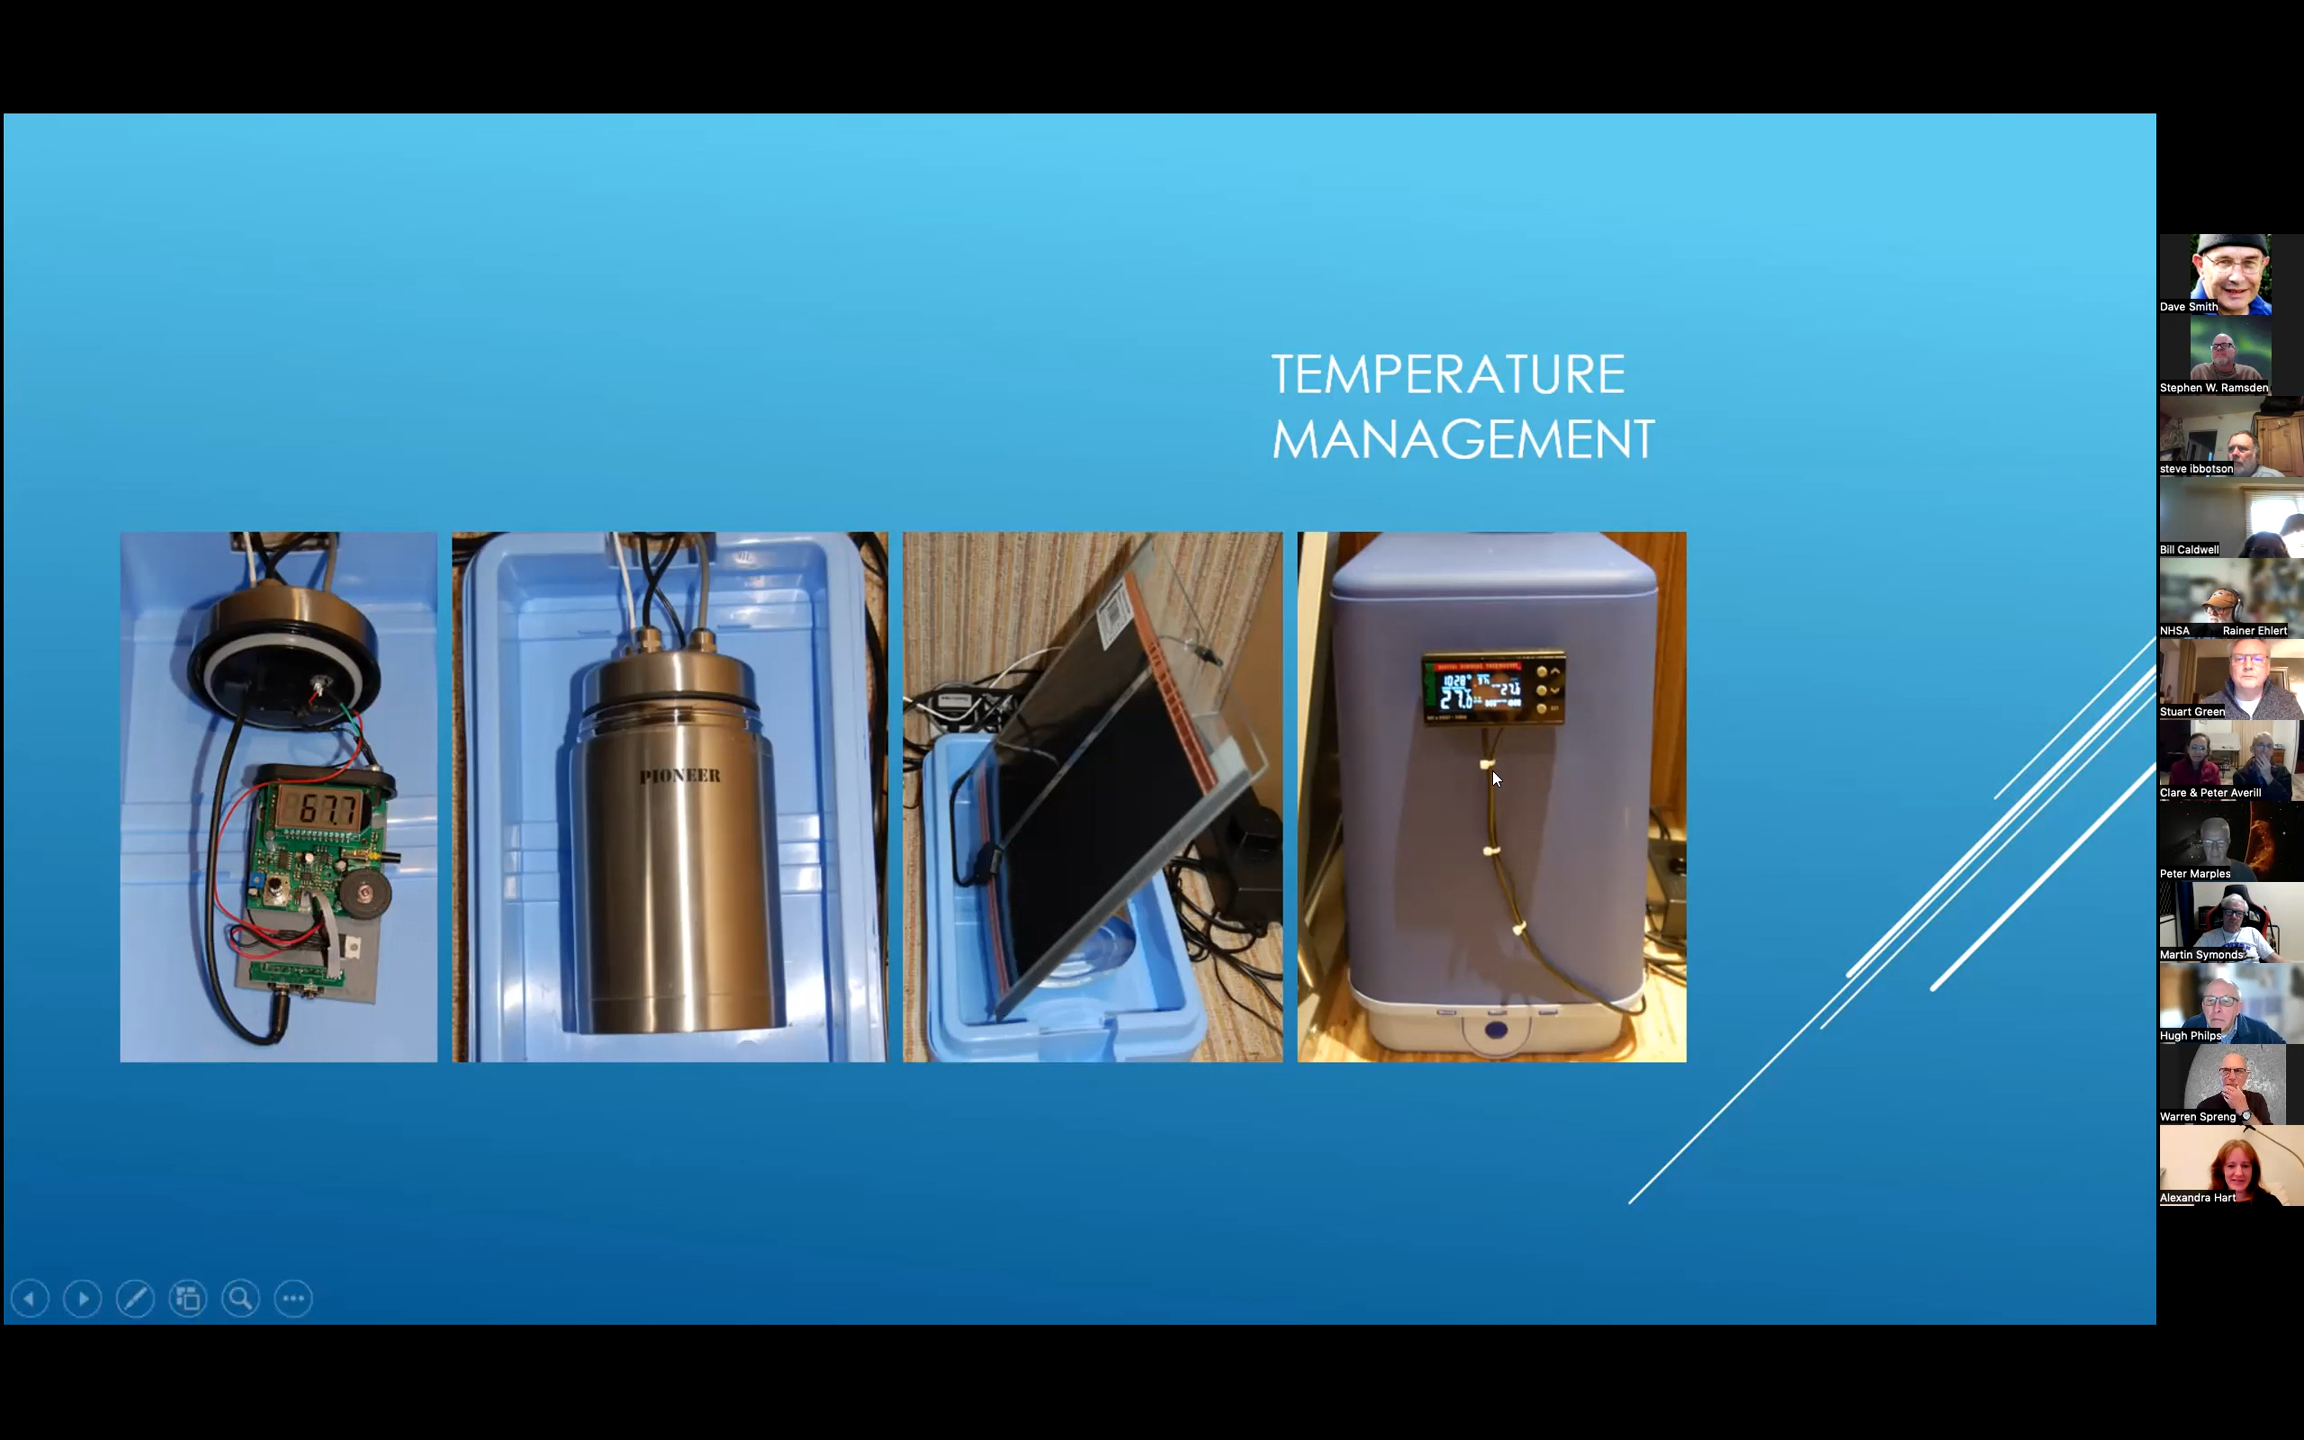 TEMPERATURE
MANAGEMENT
67.7
PIONEER
Dave Smith
Stephen W. Ramsden
steve ibbotson
Bill Caldwell
NHSA Rainer Ehlert
Stuart Green
Clare & Peter Averill
Peter Marples
Martin Symonds
Hugh Philps
Warren Spreng
Alexandra Hart